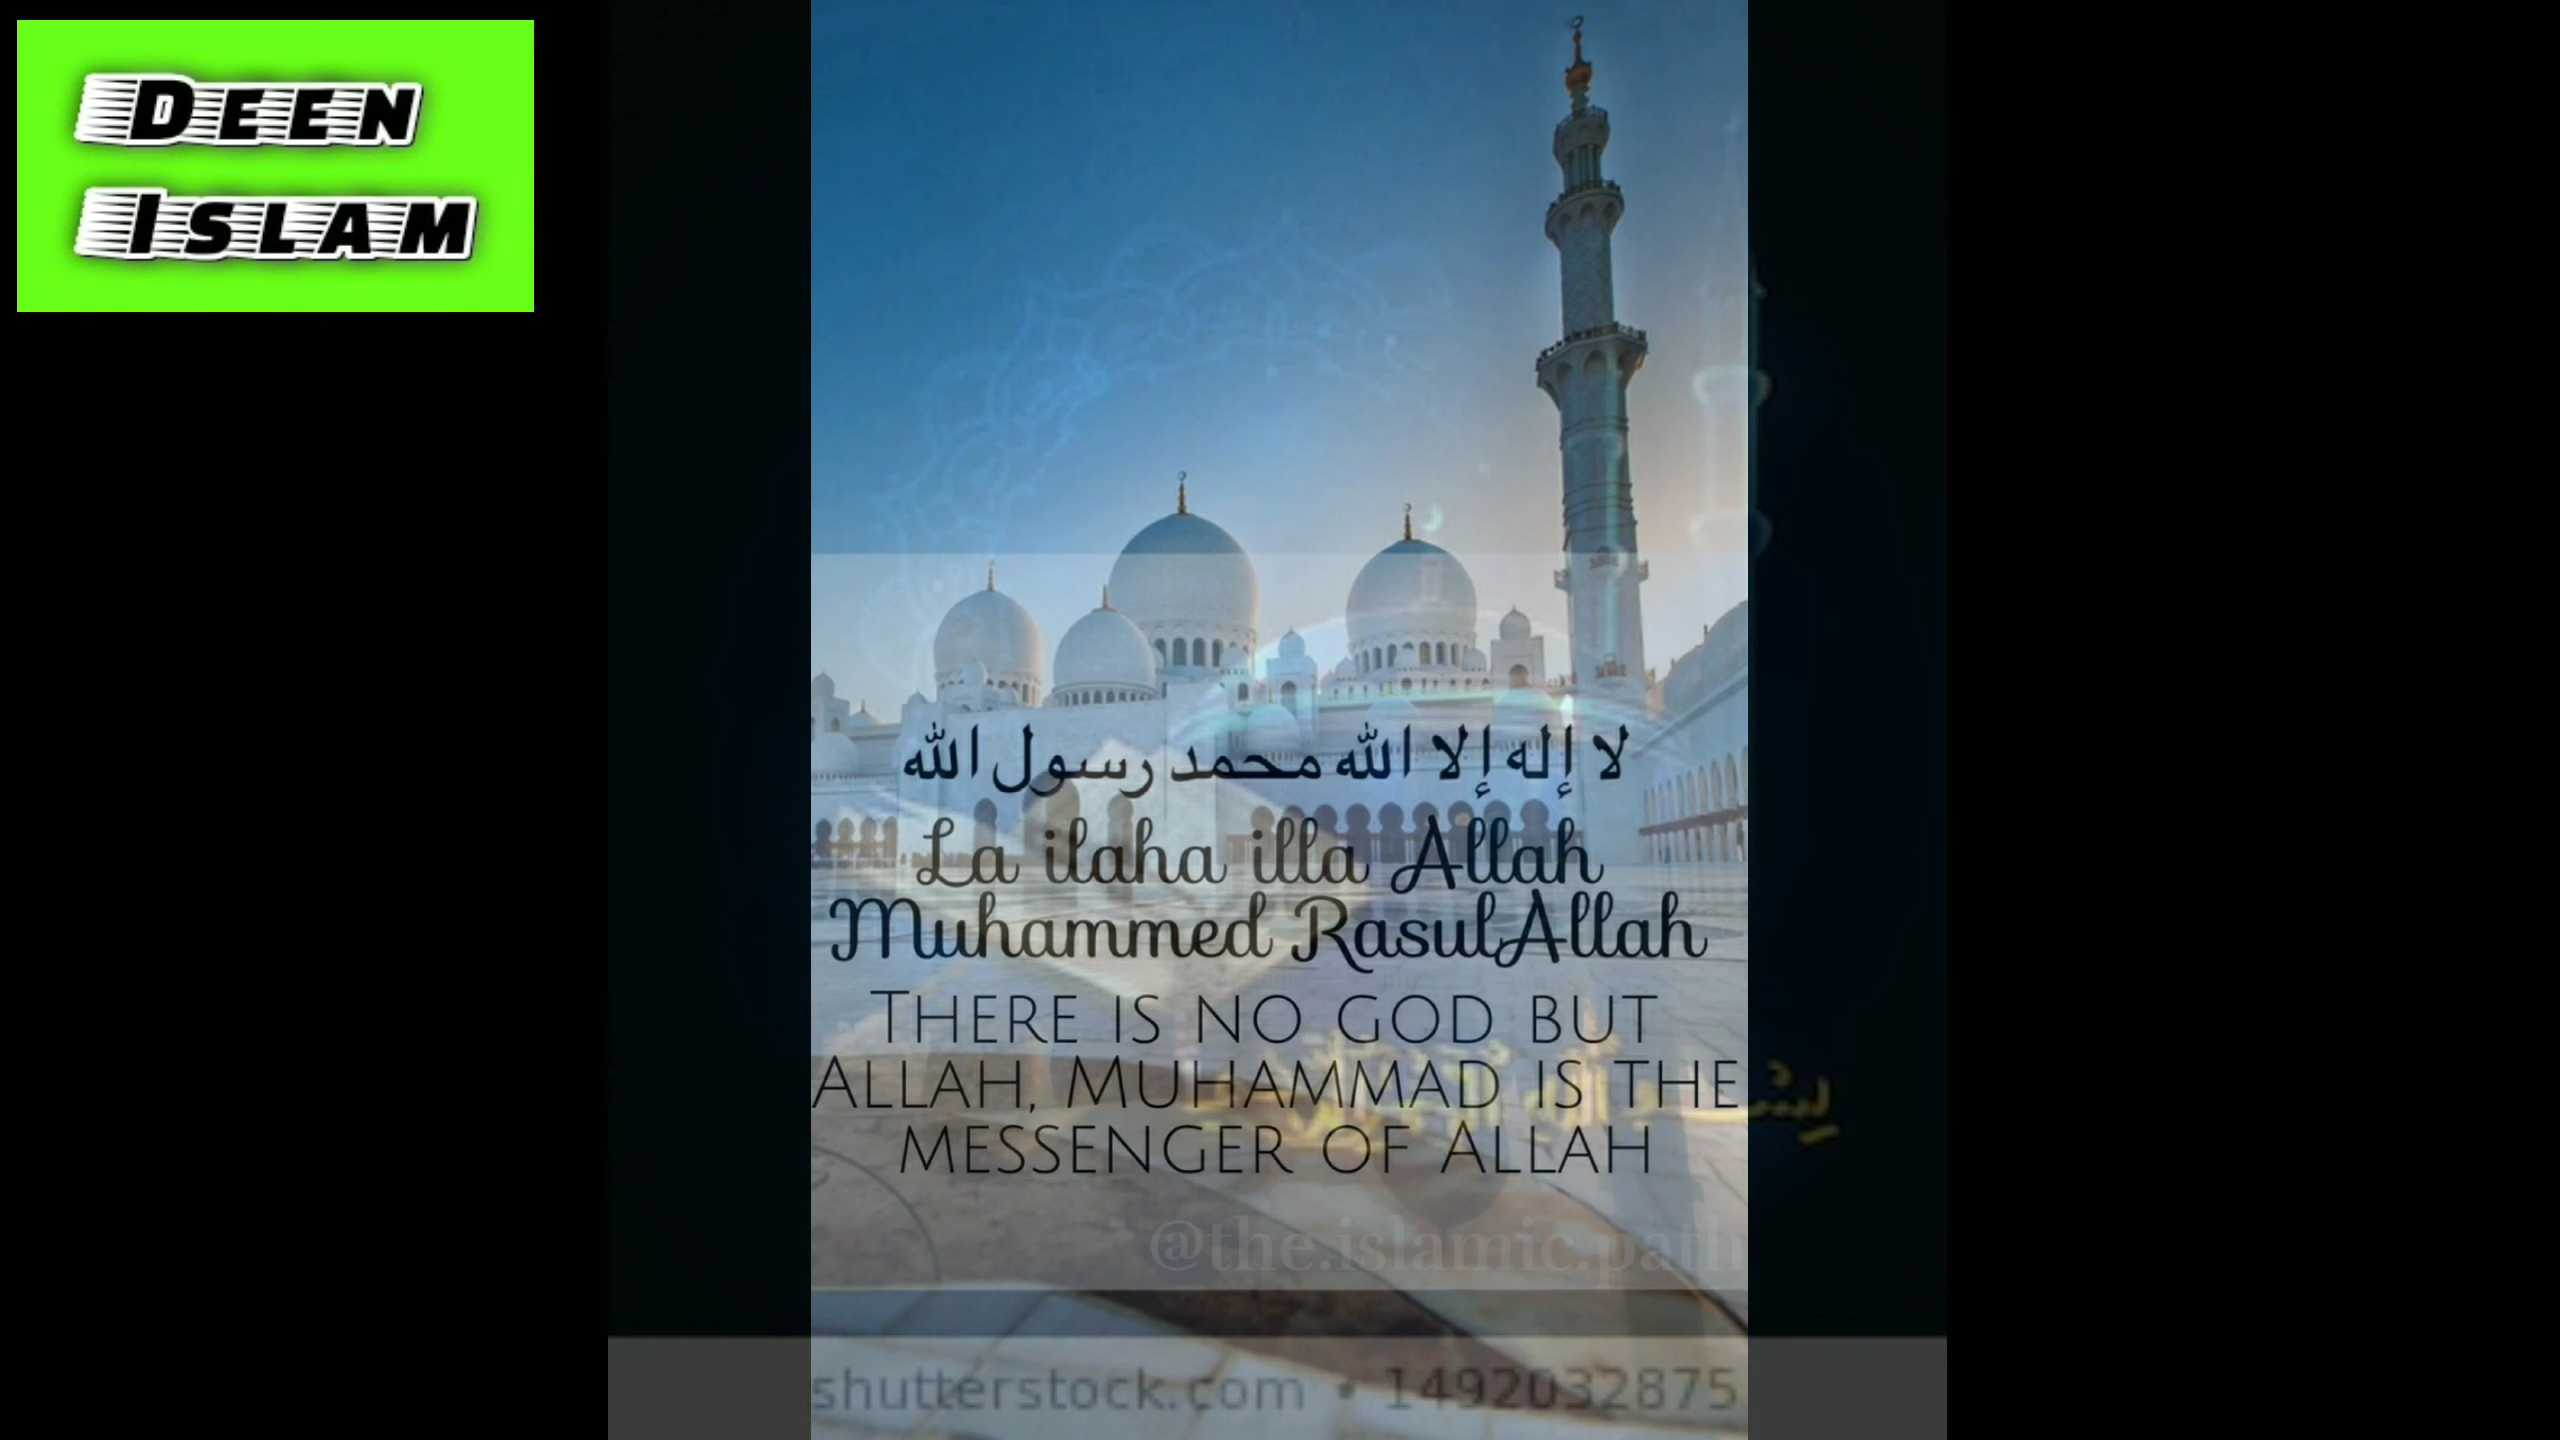 DEEN
ISLAM
لا إله إلا الله محمد رسول الله
La ilaha illa Allah
Muhammed RasulAllah
THERE IS NO GOD BUT
ALLAH, MUHAMMAD IS THE
MESSENGER OF ALLAH
@the.islamic.path
shutterstock.com • 1492032875